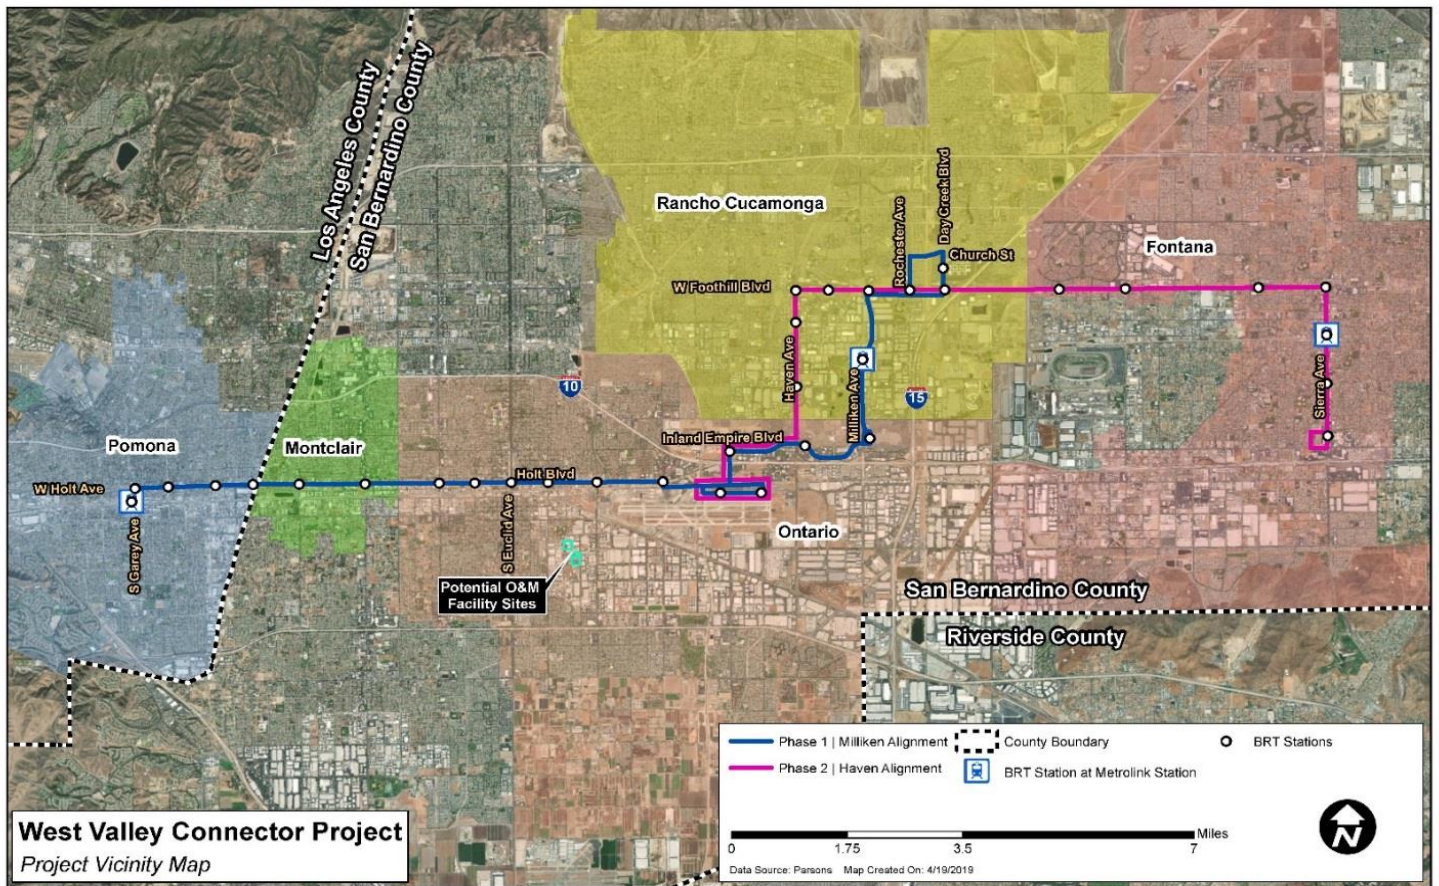 Los Angeles County
San Bernardino County
Rancho Cucamonga
Rochester Ave
Day Creek Blvd
Church St
Fontana
W Foothill Blvd
Haven Ave
Milliken Ave
Sierra Ave
10
15
Pomona
Montclair
Inland Empire Blvd
W Holt Ave
Holt Blvd
S Garey Ave
S Euclid Ave
Ontario
Potential O&M
Facility Sites
San Bernardino County
Riverside County
Phase 1 | Milliken Alignment
County Boundary
BRT Stations
Phase 2 | Haven Alignment
BRT Station at Metrolink Station
Miles
0 1.75 3.5 7
Data Source: Parsons Map Created On: 4/19/2019
N
West Valley Connector Project
Project Vicinity Map